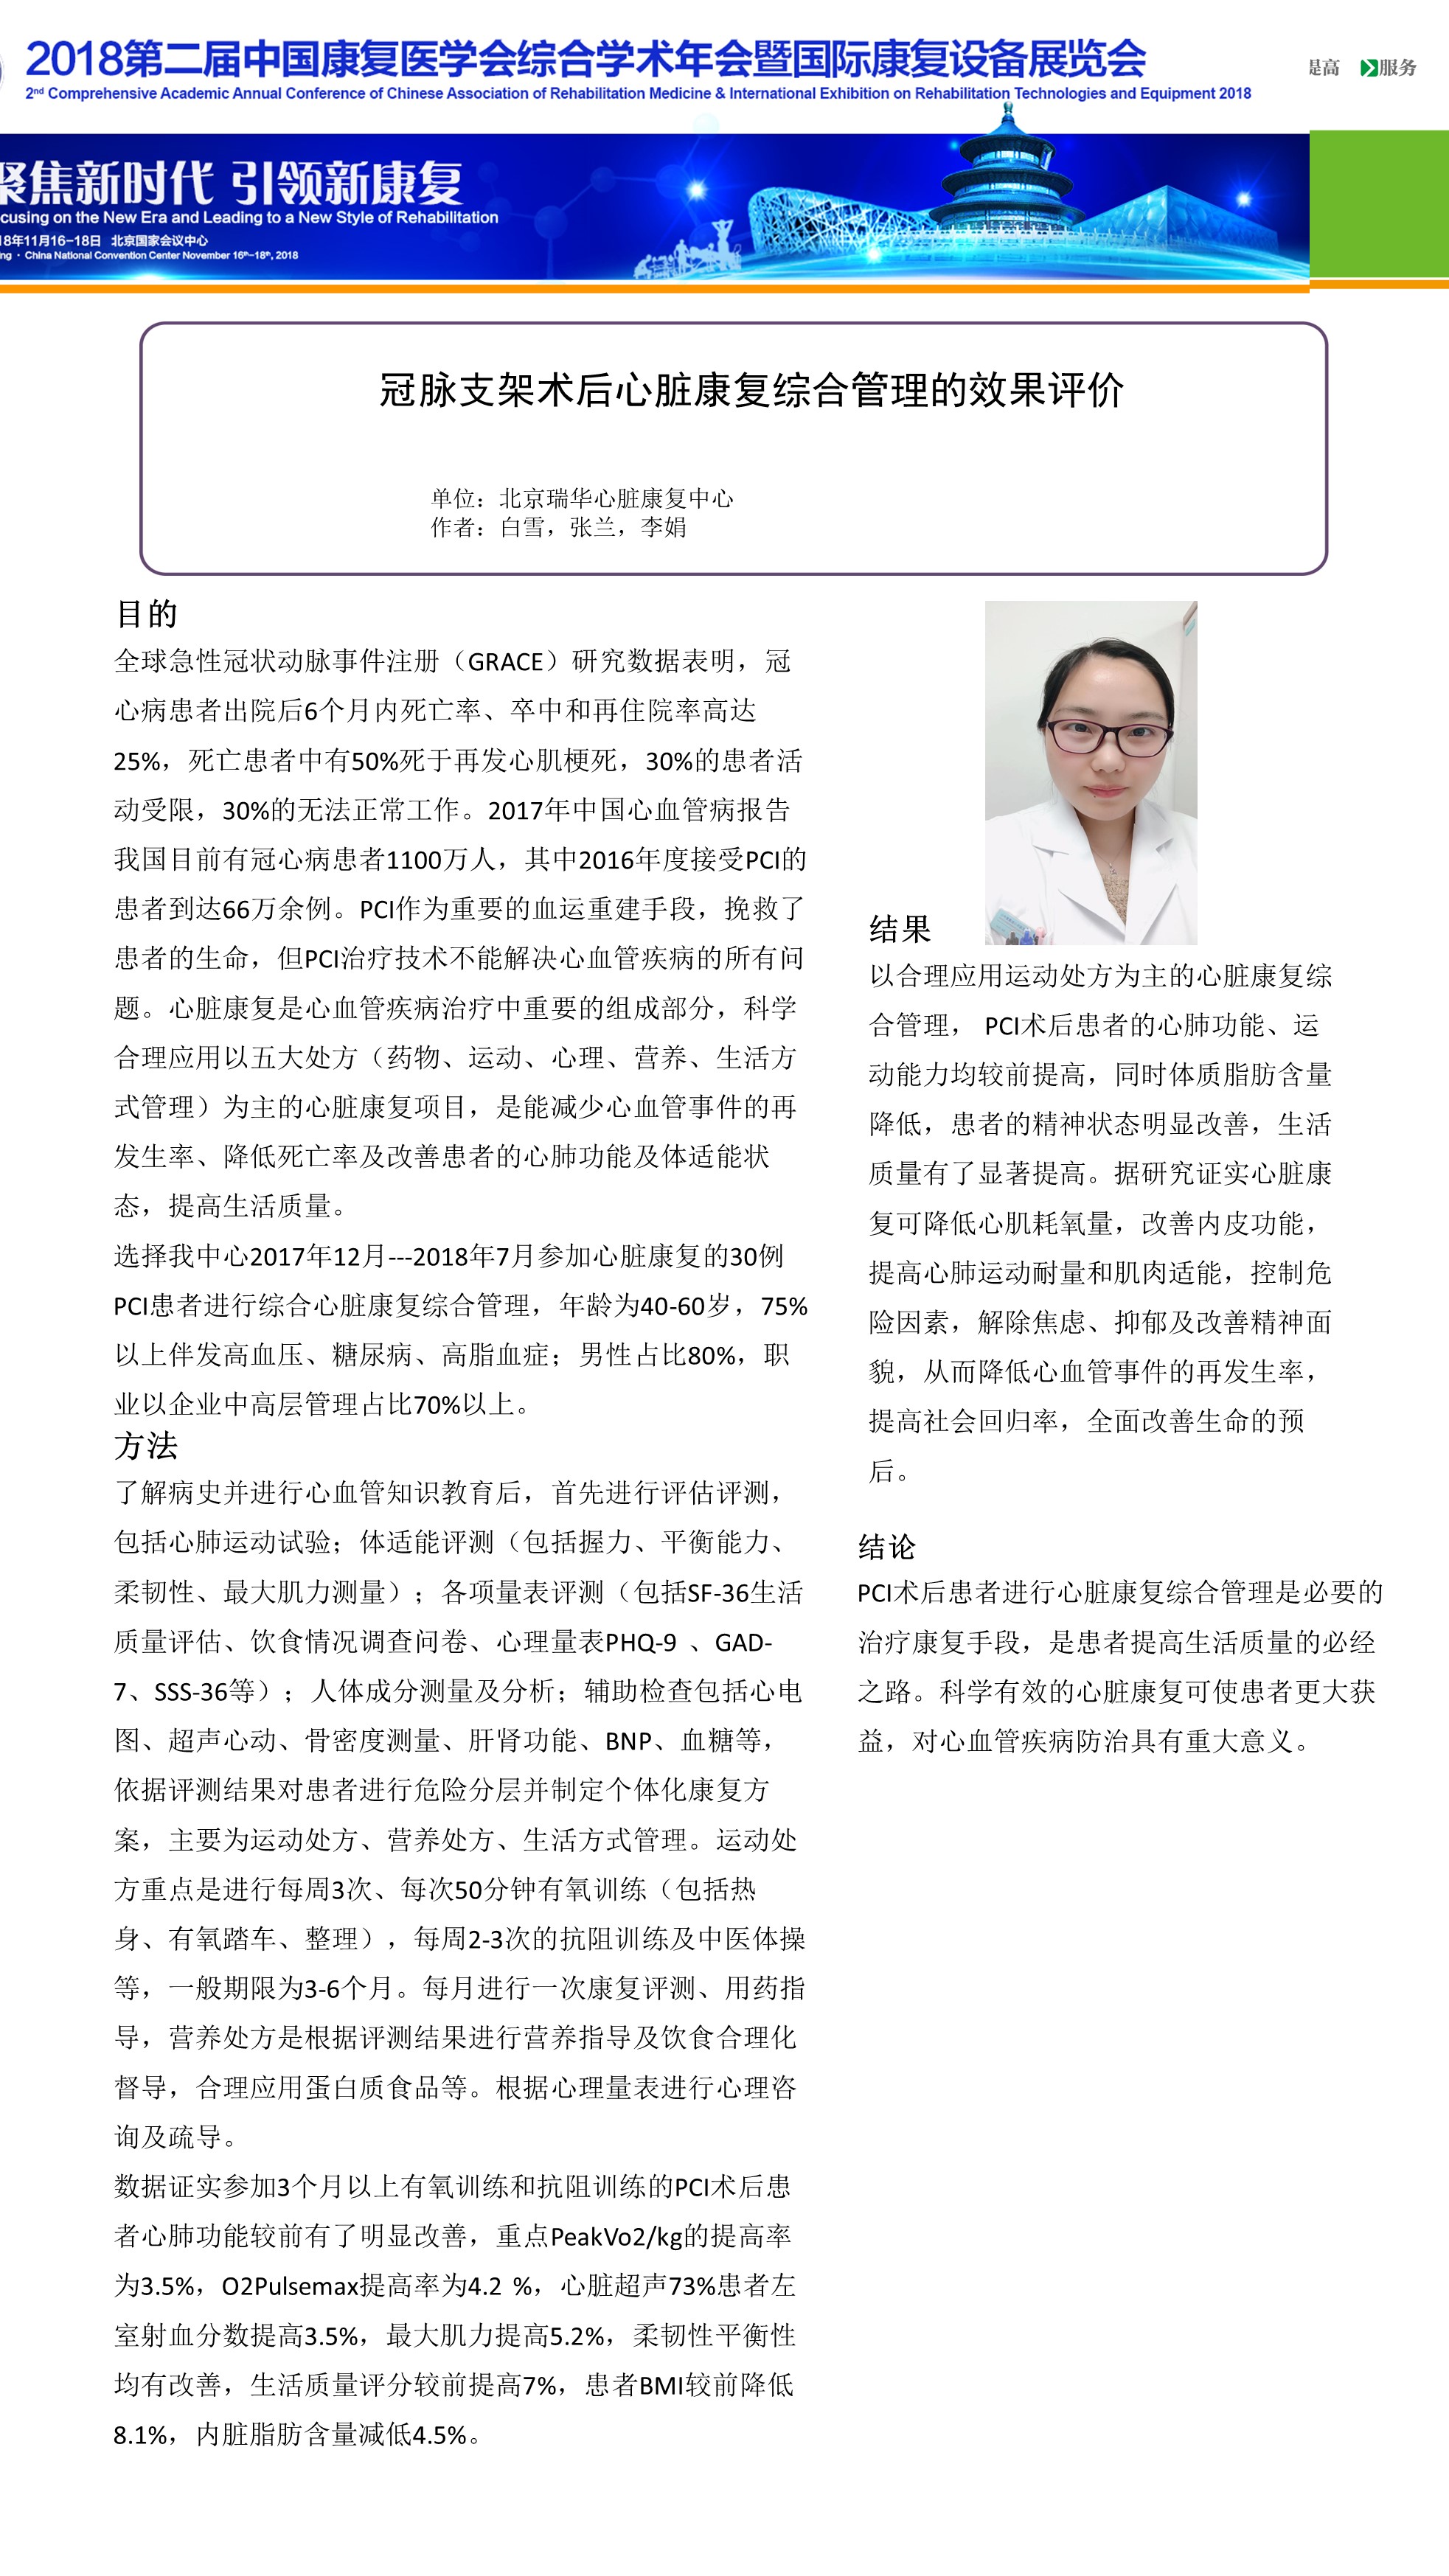 2018第二届中国康复医学会综合学术年会暨国际康复设备展览会
2nd Comprehensive Academic Annual Conference of Chinese Association of Rehabilitation Medicine & International Exhibition on Rehabilitation Technologies and Equipment 2018
提高 服务
聚焦新时代 引领新康复
cusing on the New Era and Leading to a New Style of Rehabilitation
18年11月16-18日 北京国家会议中心
ng · China National Convention Center November 16th-18th, 2018
冠脉支架术后心脏康复综合管理的效果评价
单位：北京瑞华心脏康复中心
作者：白雪，张兰，李娟
目的
全球急性冠状动脉事件注册（GRACE）研究数据表明，冠
心病患者出院后6个月内死亡率、卒中和再住院率高达
25%，死亡患者中有50%死于再发心肌梗死，30%的患者活
动受限，30%的无法正常工作。2017年中国心血管病报告
我国目前有冠心病患者1100万人，其中2016年度接受PCI的
患者到达66万余例。PCI作为重要的血运重建手段，挽救了
患者的生命，但PCI治疗技术不能解决心血管疾病的所有问
题。心脏康复是心血管疾病治疗中重要的组成部分，科学
合理应用以五大处方（药物、运动、心理、营养、生活方
式管理）为主的心脏康复项目，是能减少心血管事件的再
发生率、降低死亡率及改善患者的心肺功能及体适能状
态，提高生活质量。
选择我中心2017年12月---2018年7月参加心脏康复的30例
PCI患者进行综合心脏康复综合管理，年龄为40-60岁，75%
以上伴发高血压、糖尿病、高脂血症；男性占比80%，职
业以企业中高层管理占比70%以上。
方法
了解病史并进行心血管知识教育后，首先进行评估评测，
包括心肺运动试验；体适能评测（包括握力、平衡能力、
柔韧性、最大肌力测量）；各项量表评测（包括SF-36生活
质量评估、饮食情况调查问卷、心理量表PHQ-9 、GAD-
7、SSS-36等）；人体成分测量及分析；辅助检查包括心电
图、超声心动、骨密度测量、肝肾功能、BNP、血糖等，
依据评测结果对患者进行危险分层并制定个体化康复方
案，主要为运动处方、营养处方、生活方式管理。运动处
方重点是进行每周3次、每次50分钟有氧训练（包括热
身、有氧踏车、整理），每周2-3次的抗阻训练及中医体操
等，一般期限为3-6个月。每月进行一次康复评测、用药指
导，营养处方是根据评测结果进行营养指导及饮食合理化
督导，合理应用蛋白质食品等。根据心理量表进行心理咨
询及疏导。
数据证实参加3个月以上有氧训练和抗阻训练的PCI术后患
者心肺功能较前有了明显改善，重点PeakVo2/kg的提高率
为3.5%，O2Pulsemax提高率为4.2 %，心脏超声73%患者左
室射血分数提高3.5%，最大肌力提高5.2%，柔韧性平衡性
均有改善，生活质量评分较前提高7%，患者BMI较前降低
8.1%，内脏脂肪含量减低4.5%。
结果
以合理应用运动处方为主的心脏康复综
合管理， PCI术后患者的心肺功能、运
动能力均较前提高，同时体质脂肪含量
降低，患者的精神状态明显改善，生活
质量有了显著提高。据研究证实心脏康
复可降低心肌耗氧量，改善内皮功能，
提高心肺运动耐量和肌肉适能，控制危
险因素，解除焦虑、抑郁及改善精神面
貌，从而降低心血管事件的再发生率，
提高社会回归率，全面改善生命的预
后。
结论
PCI术后患者进行心脏康复综合管理是必要的
治疗康复手段，是患者提高生活质量的必经
之路。科学有效的心脏康复可使患者更大获
益，对心血管疾病防治具有重大意义。